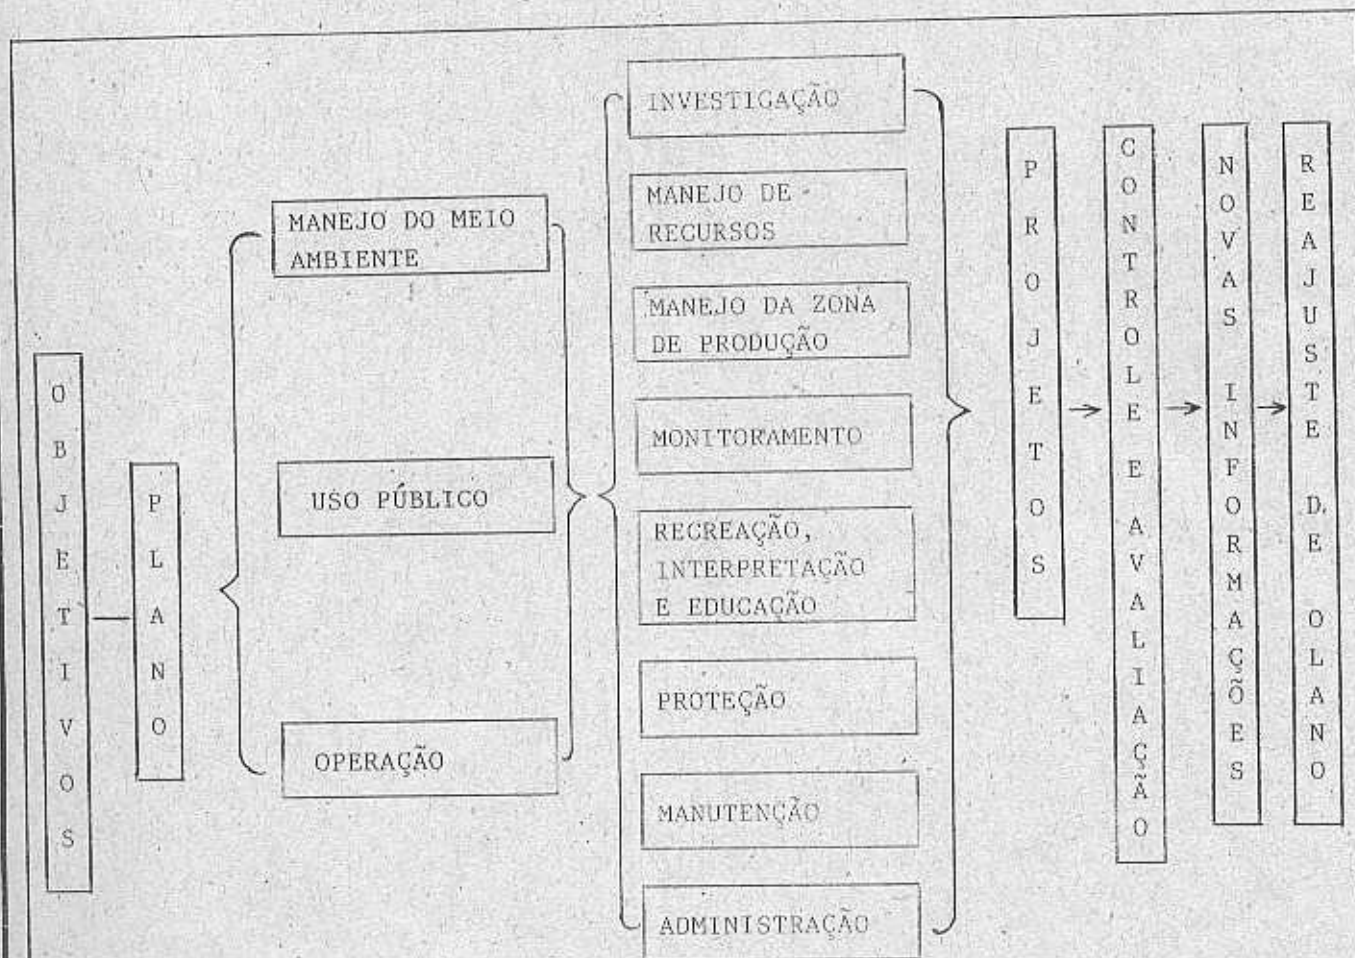 OBJETIVOS
PLANO
MANEJO DO MEIO
AMBIENTE
USO PÚBLICO
OPERAÇÃO
INVESTIGAÇÃO
MANEJO DE
RECURSOS
MANEJO DA ZONA
DE PRODUÇÃO
MONITORAMENTO
RECREAÇÃO,
INTERPRETAÇÃO
E EDUCAÇÃO
PROTEÇÃO
MANUTENÇÃO
ADMINISTRAÇÃO
PROJETOS
CONTROLE E AVALIAÇÃO
NOVAS INFORMAÇÕES
REAJUSTE DE OLANO